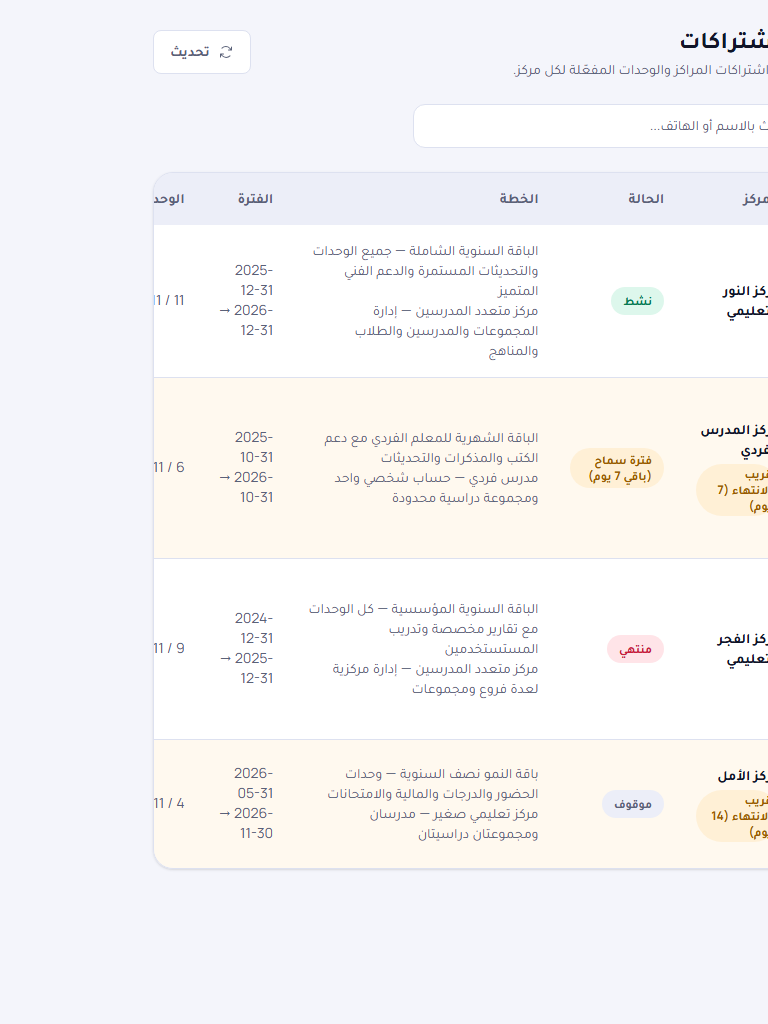 شتراكات
تحديث
اشتراكات المراكز والوحدات المفعّلة لكل مركز.
ث بالاسم أو الهاتف...
مركز
الحالة
الخطة
الفترة
الوحد
ركز النور
تعليمي
نشط
الباقة السنوية الشاملة — جميع الوحدات
والتحديثات المستمرة والدعم الفني
المتميز
مركز متعدد المدرسين — إدارة
المجموعات والمدرسين والطلاب
والمناهج
2025-
12-31
→ 2026-
12-31
11 / 11
ركز المدرس
فردي
قريب
لانتهاء (7
يوم)
فترة سماح
(باقي 7 يوم)
الباقة الشهرية للمعلم الفردي مع دعم
الكتب والمذكرات والتحديثات
مدرس فردي — حساب شخصي واحد
ومجموعة دراسية محدودة
2025-
10-31
→ 2026-
10-31
11 / 6
ركز الفجر
تعليمي
منتهي
الباقة السنوية المؤسسية — كل الوحدات
مع تقارير مخصصة وتدريب
المستستخدمين
مركز متعدد المدرسين — إدارة مركزية
لعدة فروع ومجموعات
2024-
12-31
→ 2025-
12-31
11 / 9
ركز الأمل
قريب
لانتهاء (14
يوم)
موقوف
باقة النمو نصف السنوية — وحدات
الحضور والدرجات والمالية والامتحانات
مركز تعليمي صغير — مدرسان
ومجموعتان دراسيتان
2026-
05-31
→ 2026-
11-30
11 / 4